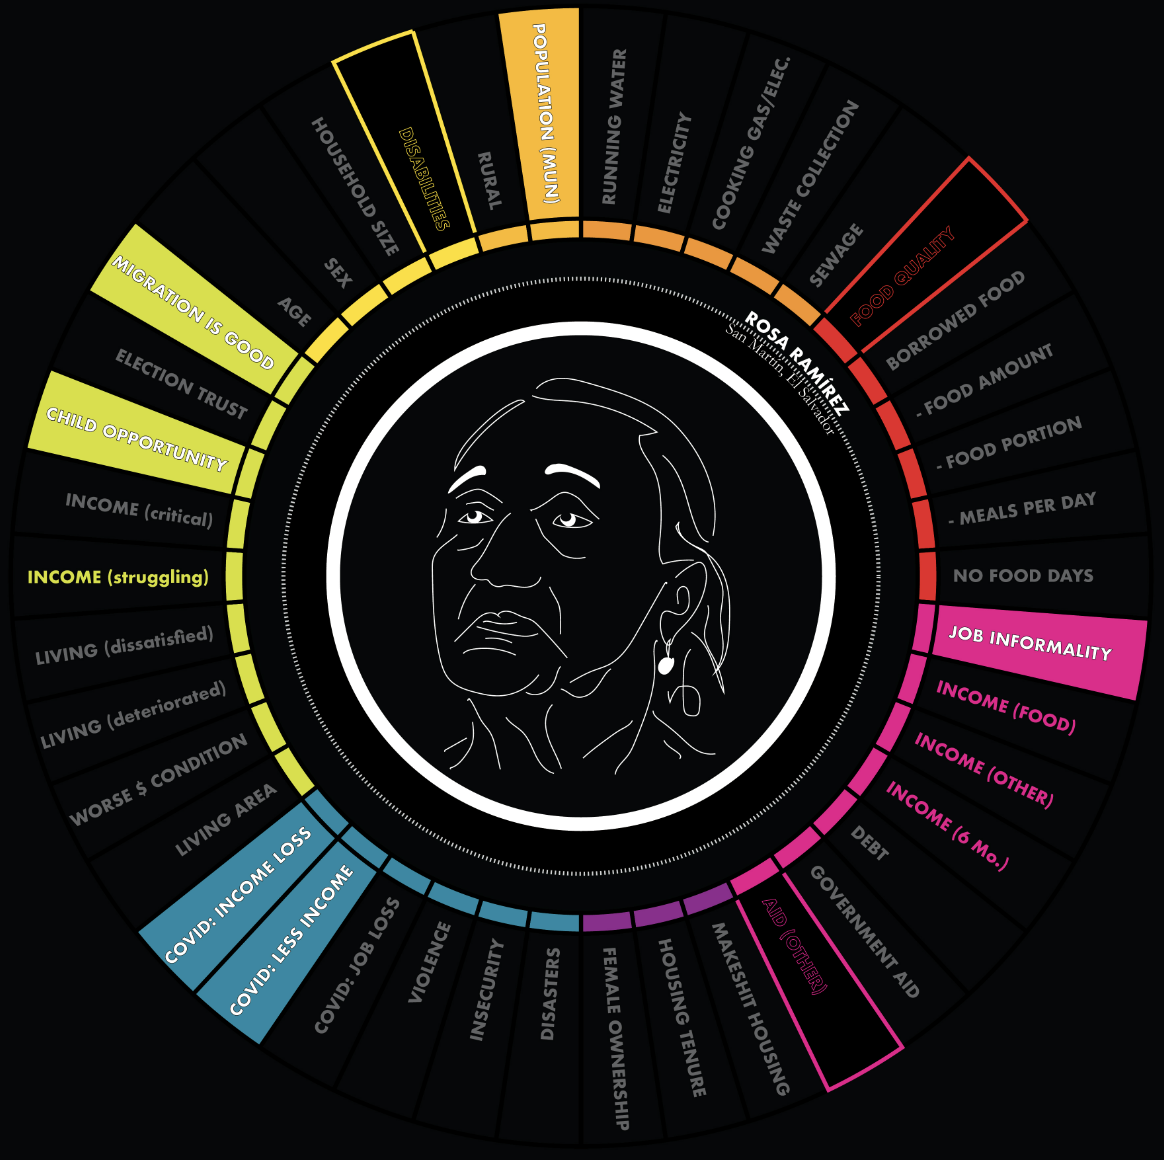 POPULATION (MUN)
RUNNING WATER
ELECTRICITY
COOKING GAS/ELEC.
WASTE COLLECTION
SEWAGE
FOOD QUALITY
BORROWED FOOD
- FOOD AMOUNT
- FOOD PORTION
- MEALS PER DAY
NO FOOD DAYS
JOB INFORMALITY
INCOME (FOOD)
INCOME (OTHER)
INCOME (6 Mo.)
DEBT
GOVERNMENT AID
AID (OTHER)
MAKESHIT HOUSING
HOUSING TENURE
FEMALE OWNERSHIP
DISASTERS
INSECURITY
VIOLENCE
COVID: JOB LOSS
COVID: LESS INCOME
COVID: INCOME LOSS
LIVING AREA
WORSE $ CONDITION
LIVING (deteriorated)
LIVING (dissatisfied)
INCOME (struggling)
INCOME (critical)
CHILD OPPORTUNITY
ELECTION TRUST
MIGRATION IS GOOD
AGE
SEX
HOUSEHOLD SIZE
DISABILITIES
RURAL
ROSA RAMÍREZ
San Martín, El Salvador